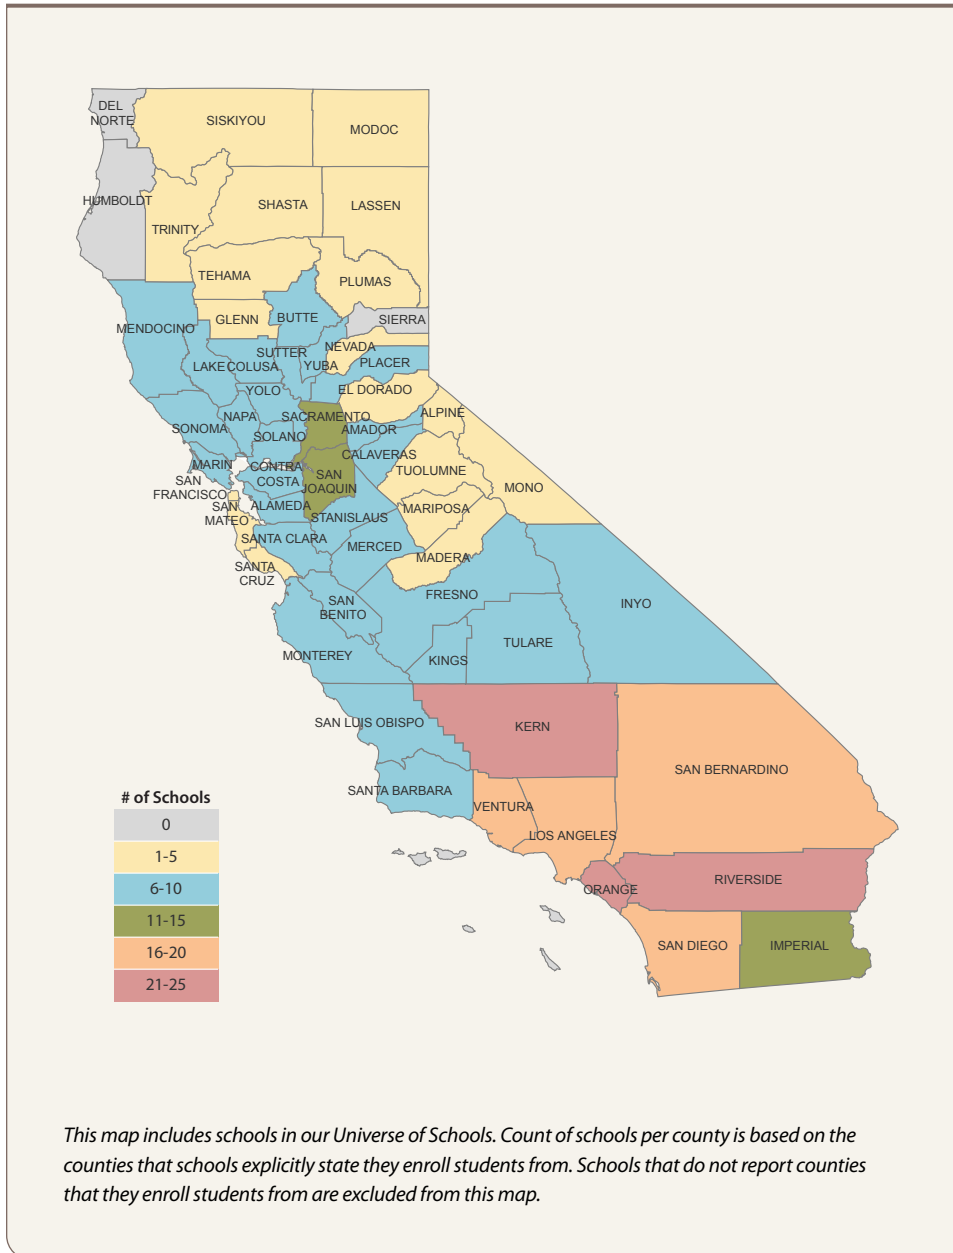 DEL
NORTE
SISKIYOU
MODOC
HUMBOLDT
TRINITY
SHASTA
LASSEN
TEHAMA
PLUMAS
GLENN
BUTTE
SIERRA
MENDOCINO
NEVADA
SUTTER
YUBA
PLACER
LAKE
COLUSA
YOLO
EL DORADO
NAPA
SACRAMENTO
ALPINE
SONOMA
SOLANO
AMADOR
MARIN
CONTRA
COSTA
CALAVERAS
TUOLUMNE
SAN
FRANCISCO
SAN
JOAQUIN
MONO
SAN
MATEO
ALAMEDA
STANISLAUS
MARIPOSA
SANTA CLARA
MERCED
MADERA
SANTA
CRUZ
SAN
BENITO
FRESNO
INYO
MONTEREY
KINGS
TULARE
SAN LUIS OBISPO
KERN
SAN BERNARDINO
SANTA BARBARA
VENTURA
LOS ANGELES
ORANGE
RIVERSIDE
SAN DIEGO
IMPERIAL
# of Schools
0
1-5
6-10
11-15
16-20
21-25
This map includes schools in our Universe of Schools. Count of schools per county is based on the
counties that schools explicitly state they enroll students from. Schools that do not report counties
that they enroll students from are excluded from this map.